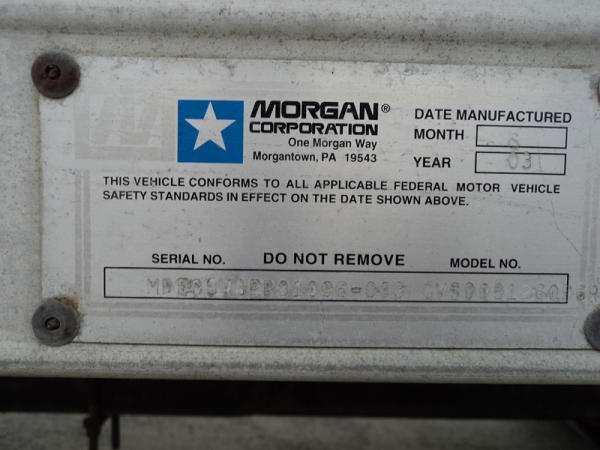 MORGAN®
CORPORATION
One Morgan Way
Morgantown, PA 19543
DATE MANUFACTURED
MONTH 6
YEAR 03
THIS VEHICLE CONFORMS TO ALL APPLICABLE FEDERAL MOTOR VEHICLE
SAFETY STANDARDS IN EFFECT ON THE DATE SHOWN ABOVE.
SERIAL NO. DO NOT REMOVE MODEL NO.